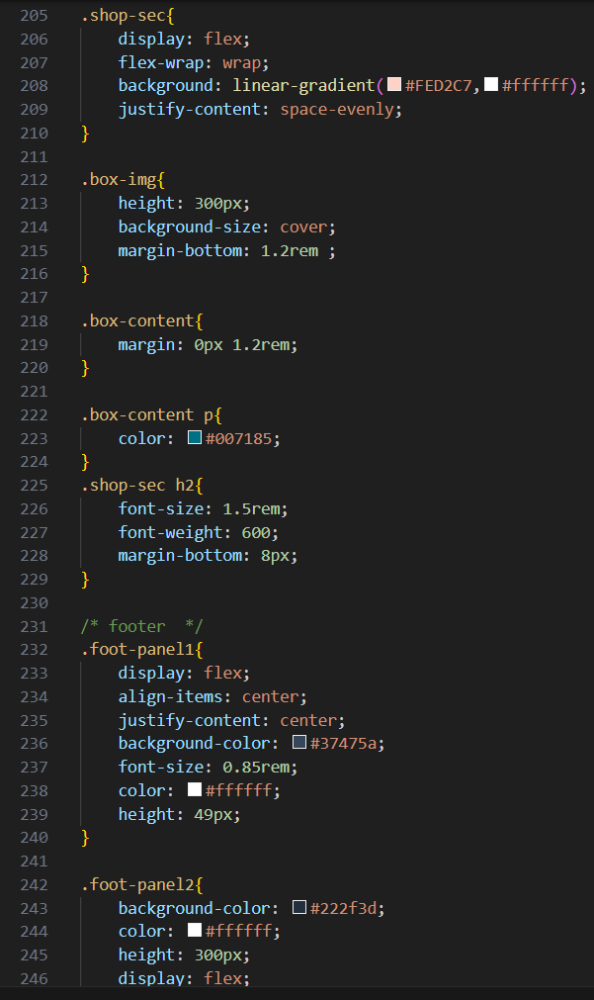 205 .shop-sec{
206 display: flex;
207 flex-wrap: wrap;
208 background: linear-gradient(#FED2C7,#ffffff);
209 justify-content: space-evenly;
210 }
211
212 .box-img{
213 height: 300px;
214 background-size: cover;
215 margin-bottom: 1.2rem ;
216 }
217
218 .box-content{
219 margin: 0px 1.2rem;
220 }
221
222 .box-content p{
223 color: #007185;
224 }
225 .shop-sec h2{
226 font-size: 1.5rem;
227 font-weight: 600;
228 margin-bottom: 8px;
229 }
230
231 /* footer  */
232 .foot-panel1{
233 display: flex;
234 align-items: center;
235 justify-content: center;
236 background-color: #37475a;
237 font-size: 0.85rem;
238 color: #ffffff;
239 height: 49px;
240 }
241
242 .foot-panel2{
243 background-color: #222f3d;
244 color: #ffffff;
245 height: 300px;
246 display: flex;